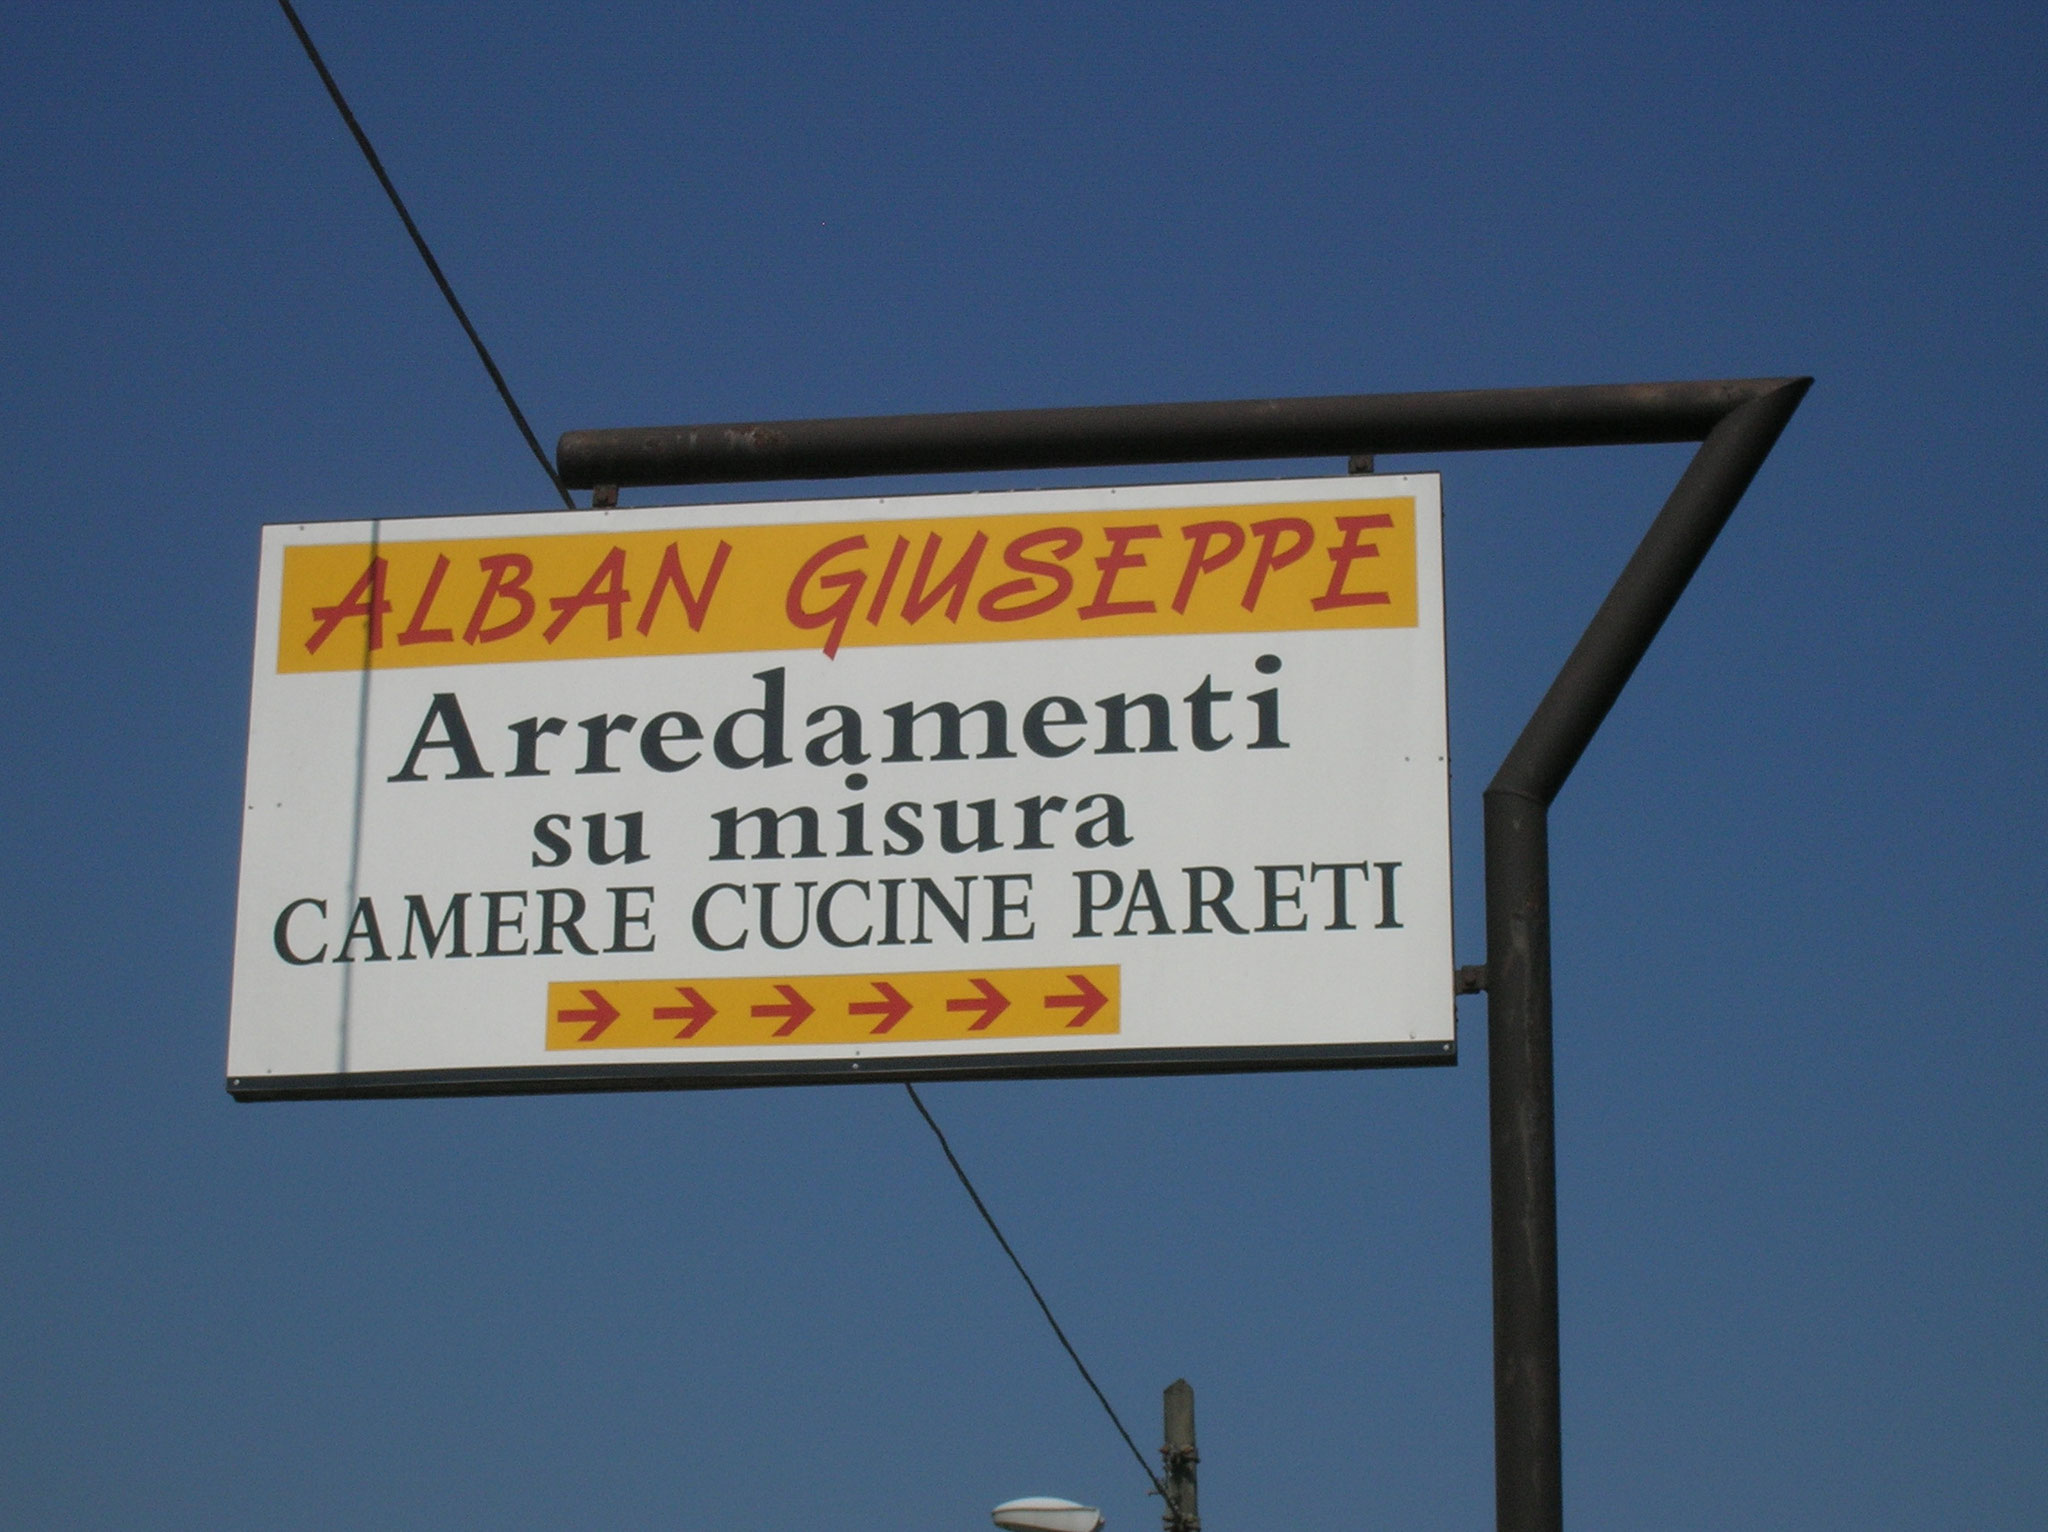 ALBAN GIUSEPPE
Arredamenti
su misura
CAMERE CUCINE PARETI
→ → → → → →